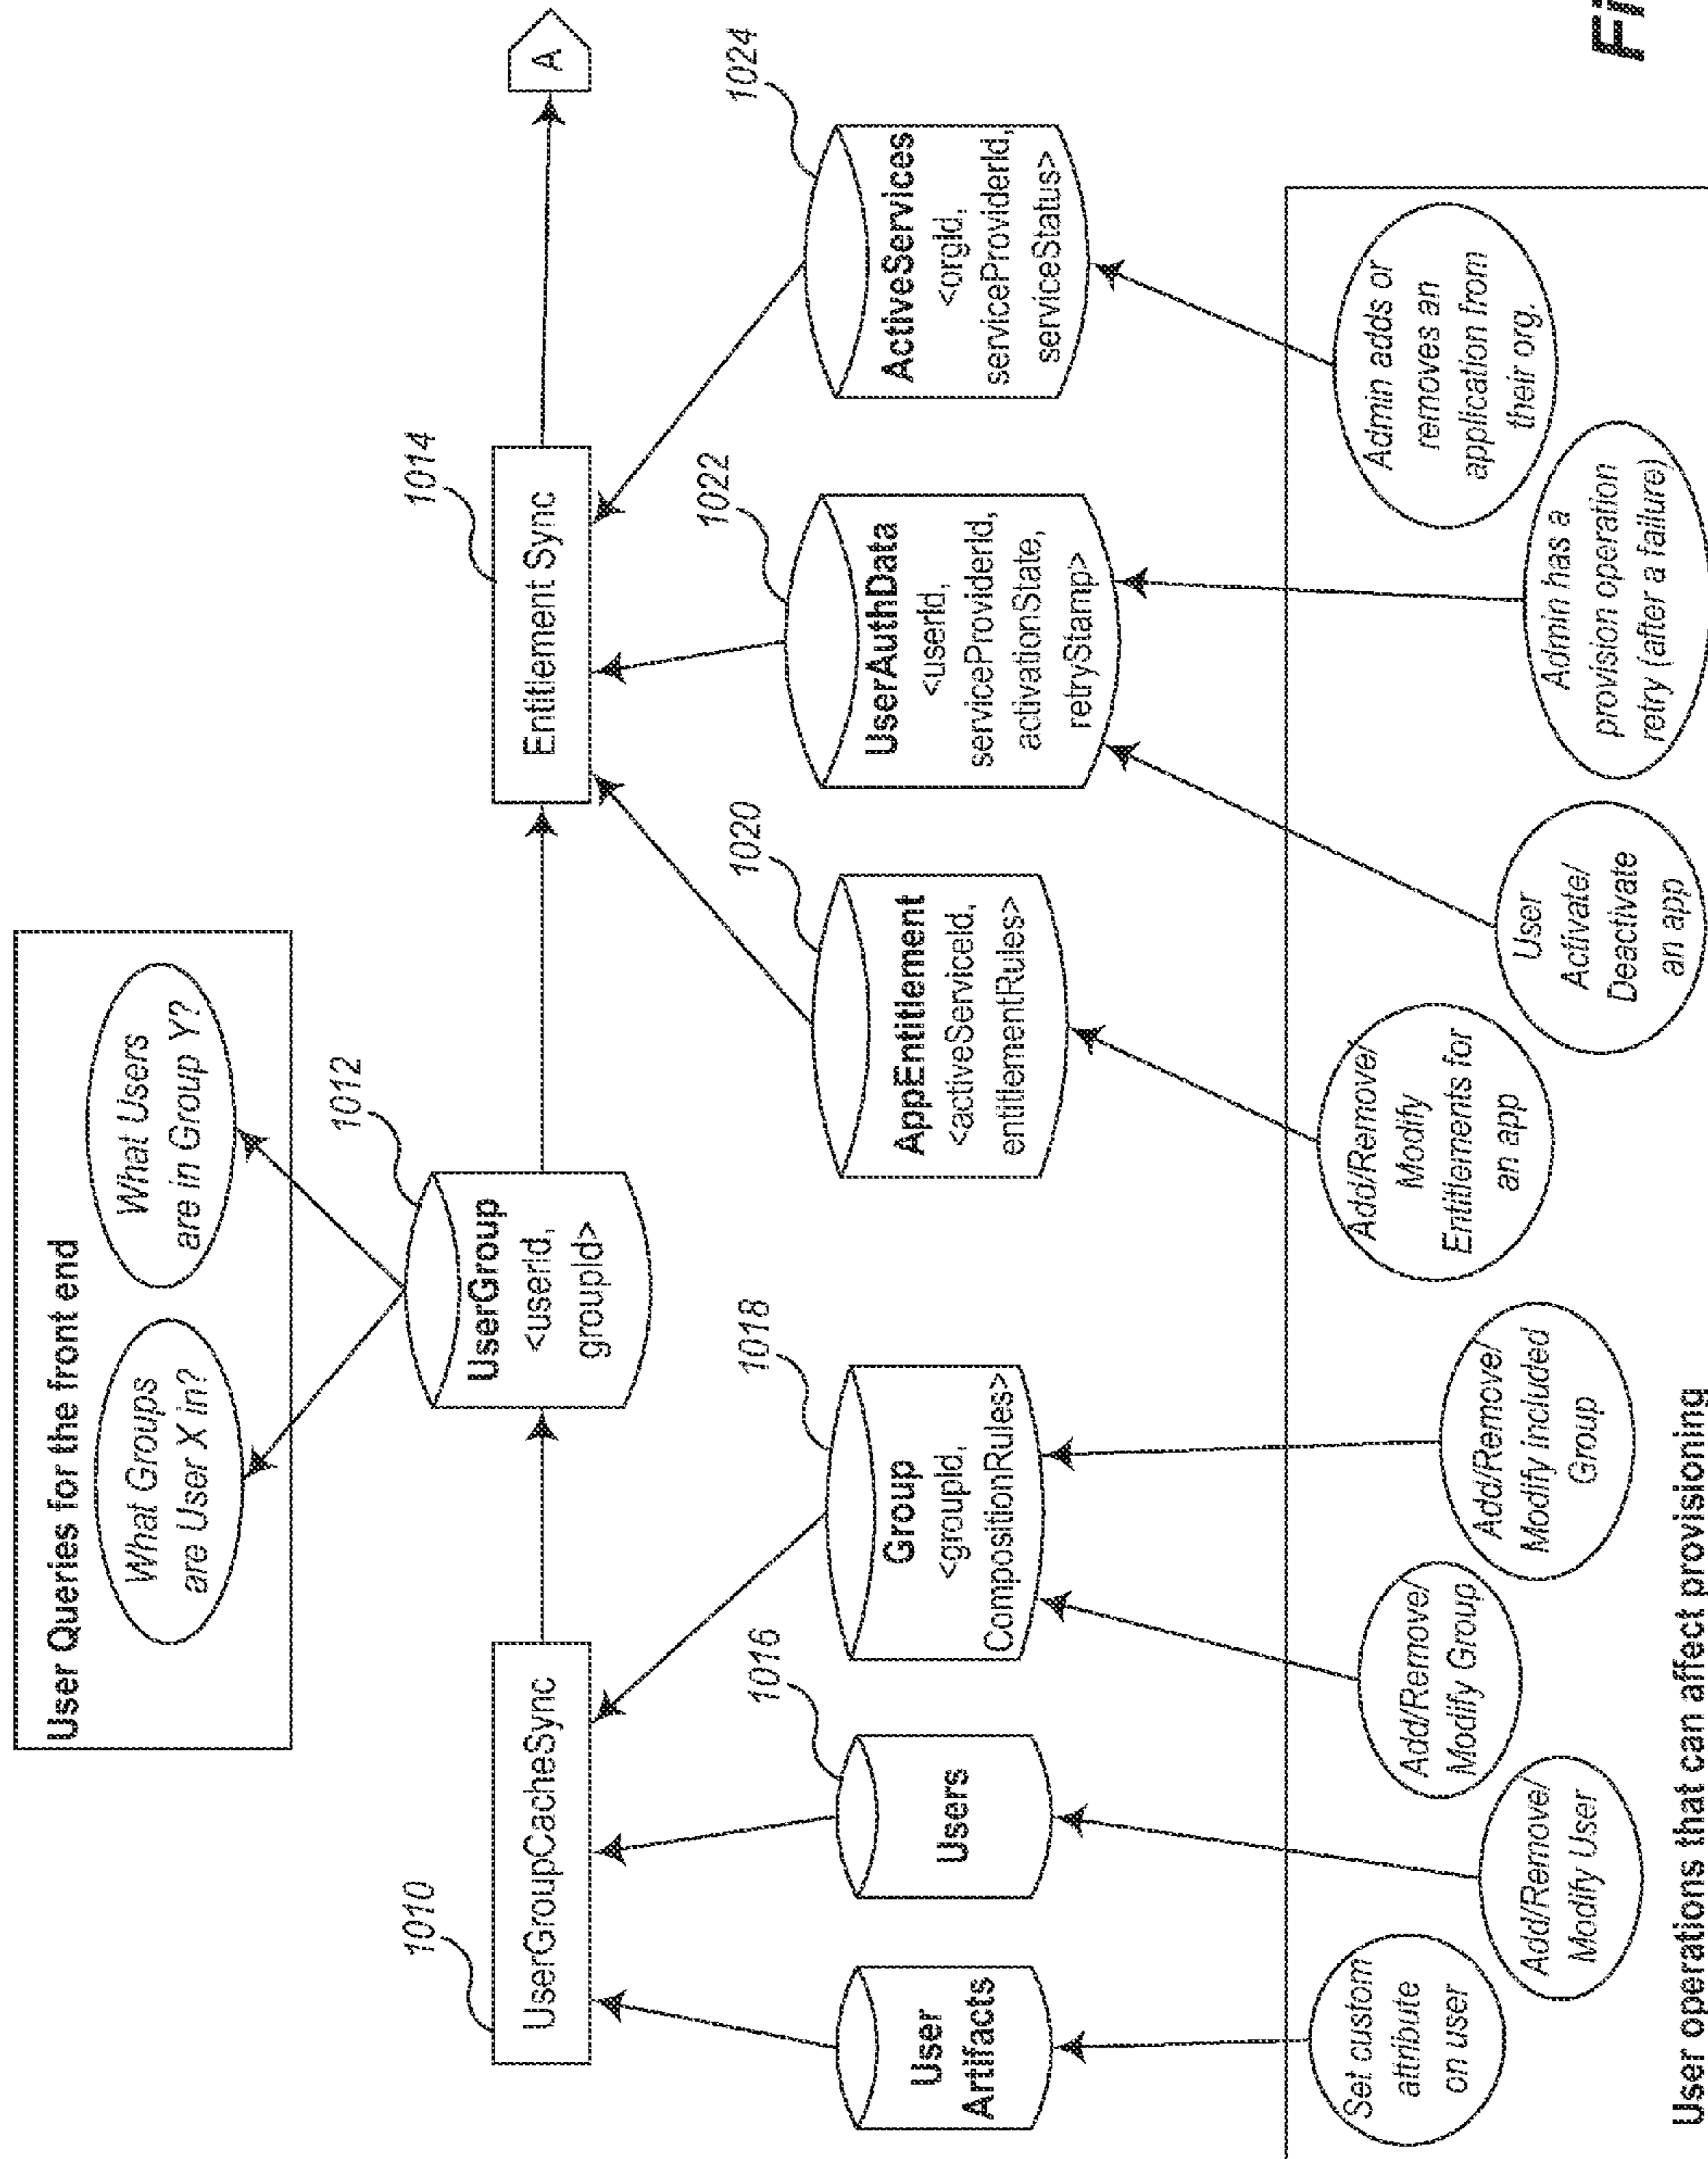 User Queries for the front end
What Groups
are User X in?
What Users
are in Group Y?
1010
UserGroupCacheSync
1012
UserGroup
<userId,
groupId>
1014
Entitlement Sync
A
User
Artifacts
1016
Users
1018
Group
<groupId,
CompositionRules>
1020
AppEntitlement
<activeServiceId,
entitlementRules>
1022
UserAuthData
<userId,
serviceProviderId,
activationState,
retryStamp>
1024
ActiveServices
<orgId,
serviceProviderId,
serviceStatus>
Set custom
attribute
on user
Add/Remove/
Modify User
Add/Remove/
Modify Group
Add/Remove/
Modify included
Group
Add/Remove/
Modify
Entitlements for
an app
User
Activate/
Deactivate
an app
Admin has a
provision operation
retry (after a failure)
Admin adds or
removes an
application from
their org.
User operations that can affect provisioning